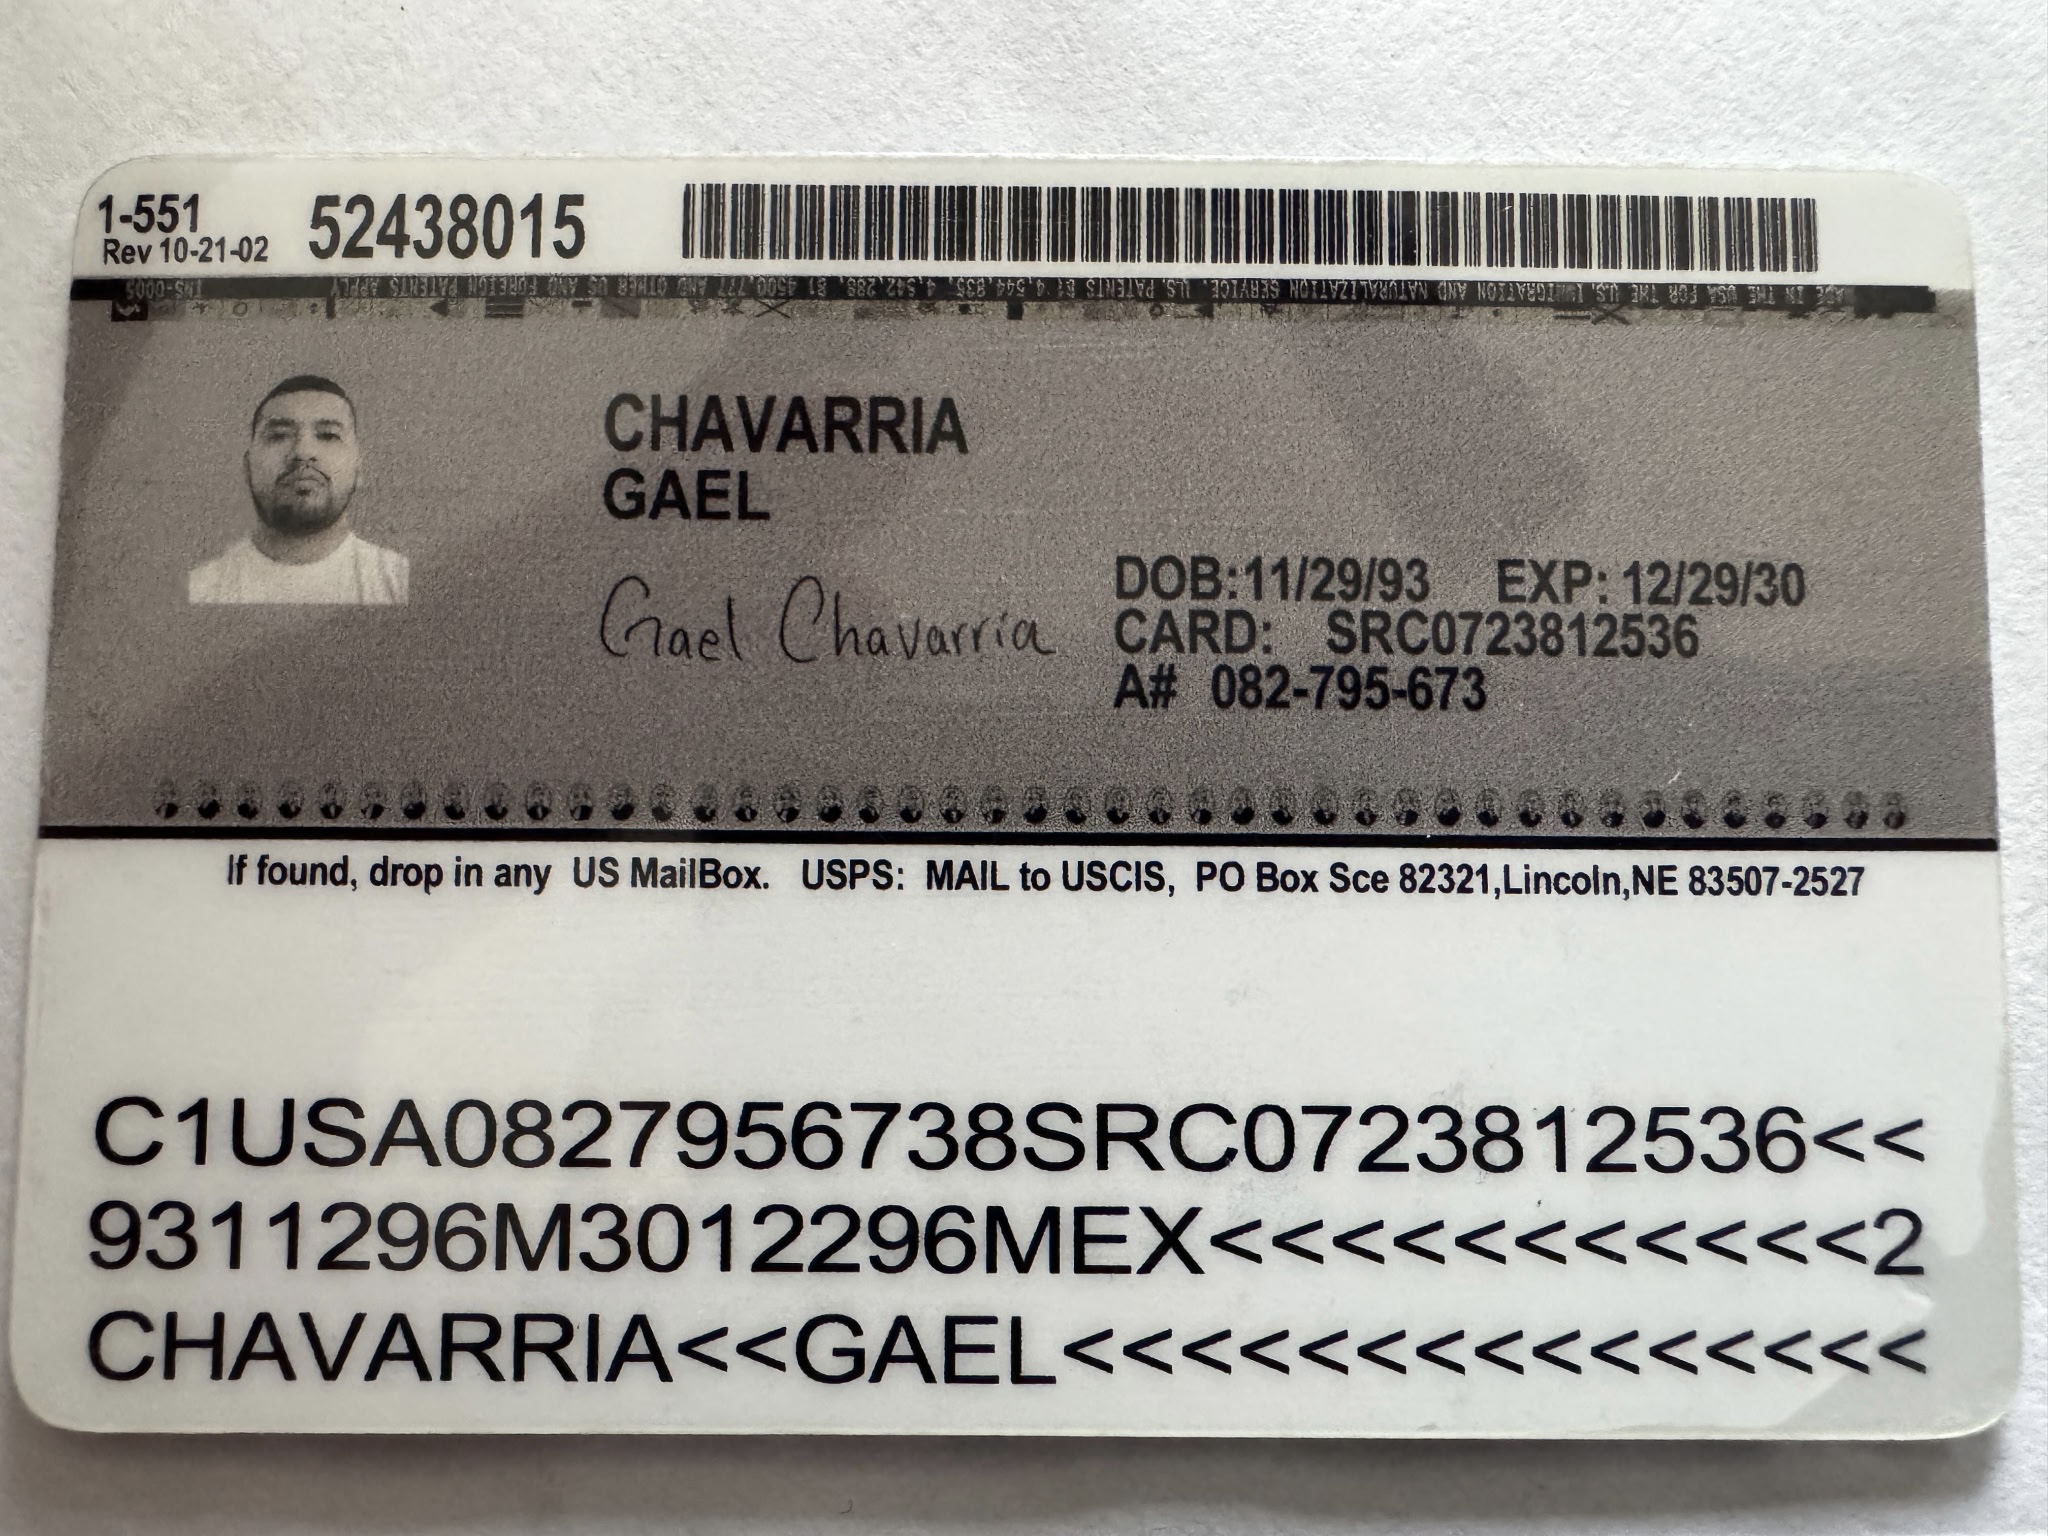 1-551
Rev 10-21-02
52438015
CHAVARRIA
GAEL
Gael Chavarria
DOB:11/29/93 EXP: 12/29/30
CARD: SRC0723812536
A# 082-795-673
If found, drop in any US MailBox. USPS: MAIL to USCIS, PO Box Sce 82321,Lincoln,NE 83507-2527
C1USA0827956738SRC0723812536<<
9311296M3012296MEX<<<<<<<<<<<<2
CHAVARRIA<<GAEL<<<<<<<<<<<<<<<<